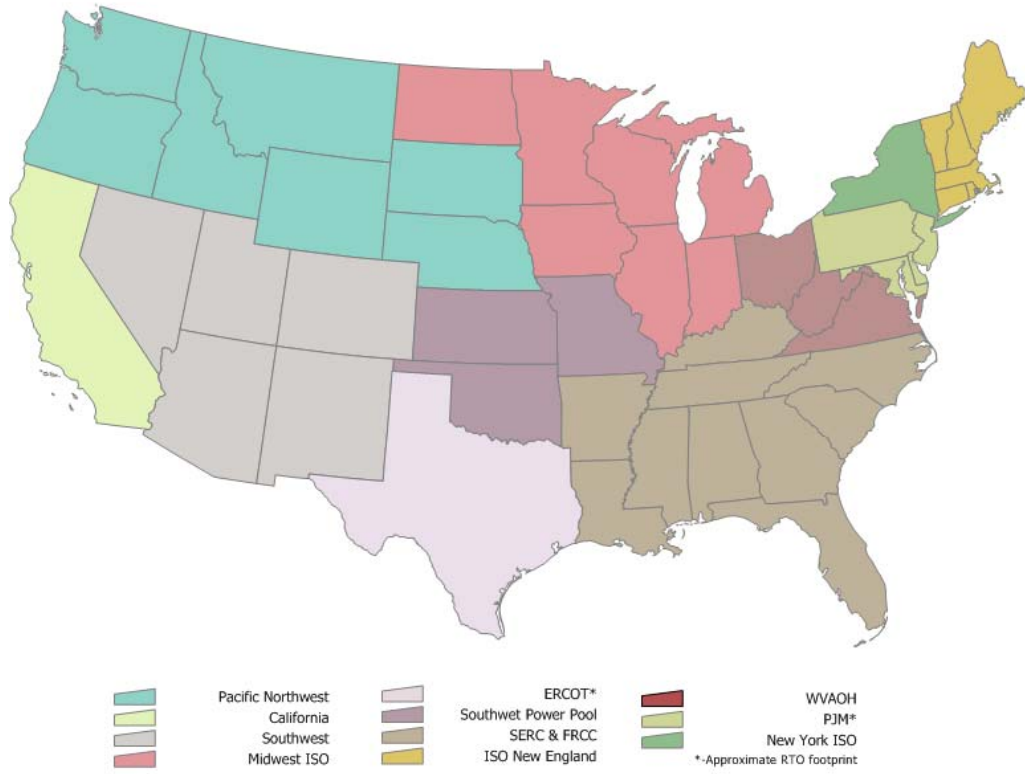 Pacific Northwest
California
Southwest
Midwest ISO
ERCOT*
Southwet Power Pool
SERC & FRCC
ISO New England
WVAOH
PJM*
New York ISO
*-Approximate RTO footprint